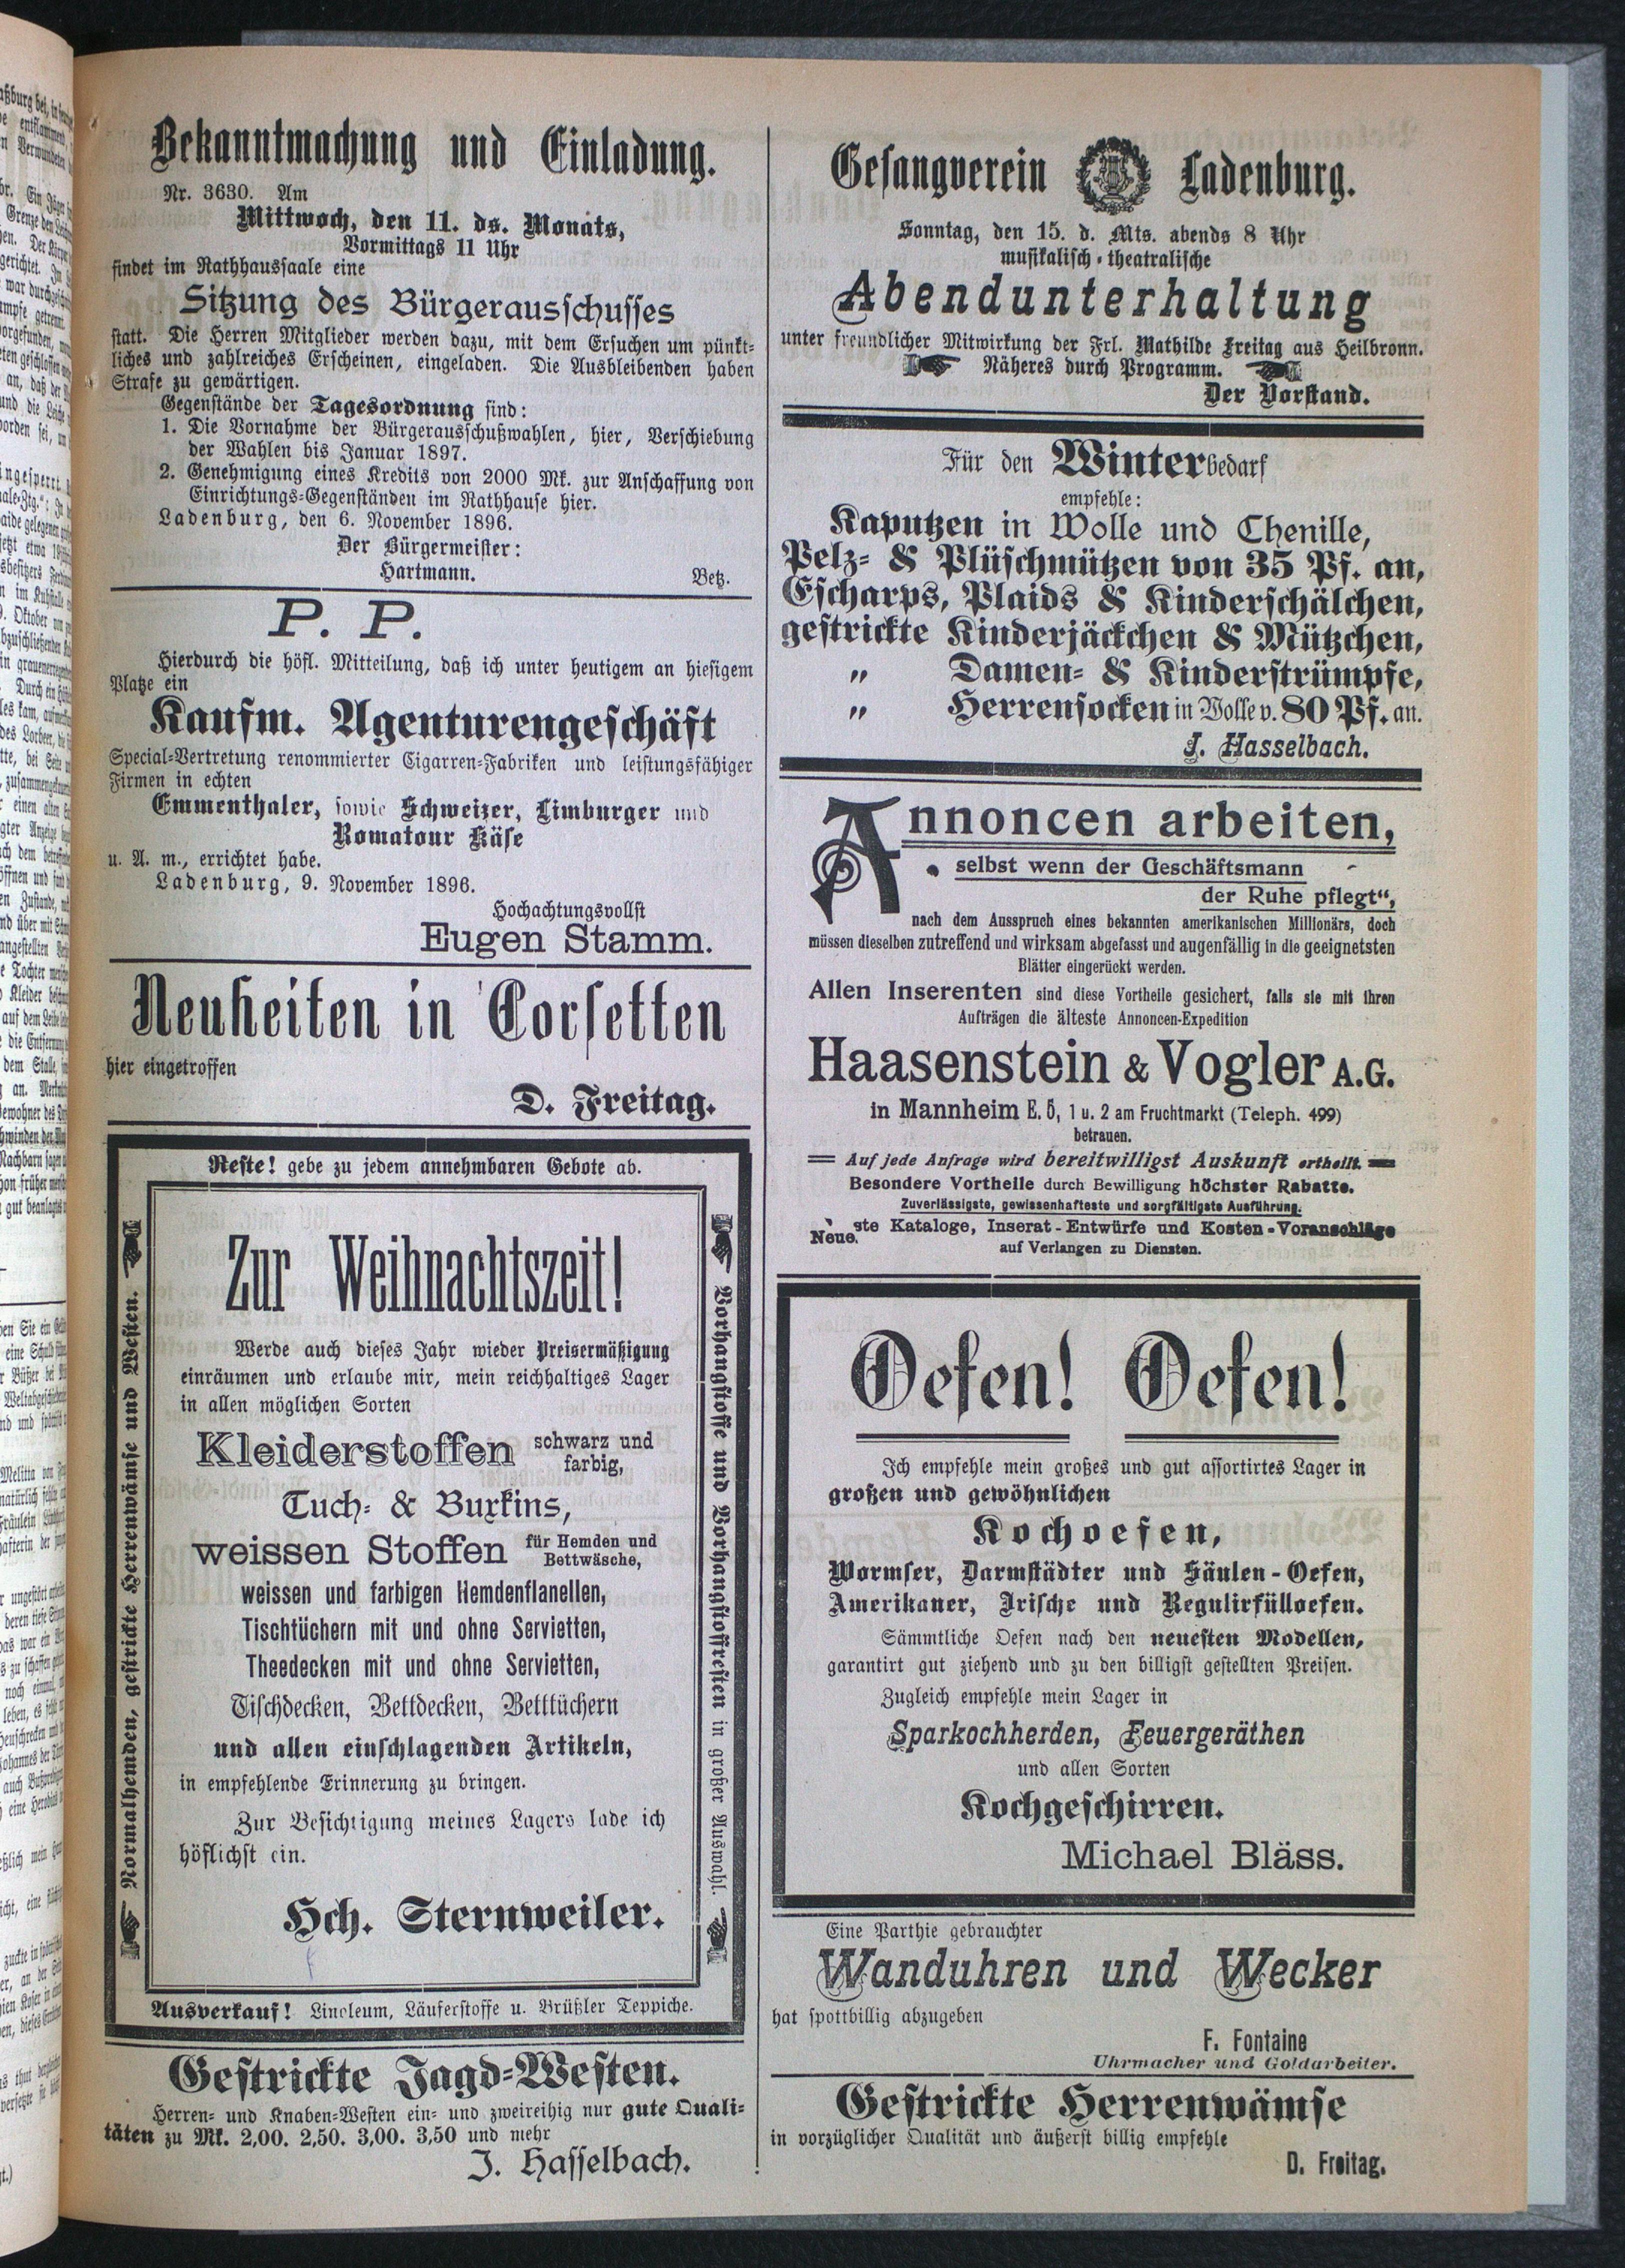 Bekanntmachung und Einladung.
Nr. 3630. Am
Mittwoch, den 11. ds. Monats,
Vormittags 11 Uhr
findet im Rathhaussaale eine
Sitzung des Bürgerausschusses
statt. Die Herren Mitglieder werden dazu, mit dem Ersuchen um pünkt-
liches und zahlreiches Erscheinen, eingeladen. Die Ausbleibenden haben
Strafe zu gewärtigen.
Gegenstände der Tagesordnung sind:
1. Die Vornahme der Bürgerausschußwahlen, hier, Verschiebung
der Wahlen bis Januar 1897.
2. Genehmigung eines Kredits von 2000 Mk. zur Anschaffung von
Einrichtungs-Gegenständen im Rathhause hier.
Ladenburg, den 6. November 1896.
Der Bürgermeister:
Hartmann. Betz.
P. P.
Hierdurch die höfl. Mitteilung, daß ich unter heutigem an hiesigem
Platze ein
Kaufm. Agenturengeschäft
Special-Vertretung renommierter Cigarren-Fabriken und leistungsfähiger
Firmen in echten
Emmenthaler, sowie Schweizer, Limburger und
Romatour Käse
u. A. m., errichtet habe.
Ladenburg, 9. November 1896.
Hochachtungsvollst
Eugen Stamm.
Neuheiten in Corsetten
hier eingetroffen
D. Freitag.
Reste! gebe zu jedem annehmbaren Gebote ab.
Normalhemden, gestrickte Herrenwämse und Westen.
Zur Weihnachtszeit!
Werde auch dieses Jahr wieder Preisermäßigung
einräumen und erlaube mir, mein reichhaltiges Lager
in allen möglichen Sorten
Kleiderstoffen schwarz und
farbig,
Tuch- & Buxkins,
weissen Stoffen für Hemden und
Bettwäsche,
weissen und farbigen Hemdenflanellen,
Tischtüchern mit und ohne Servietten,
Theedecken mit und ohne Servietten,
Tischdecken, Bettdecken, Betttüchern
und allen einschlagenden Artikeln,
in empfehlende Erinnerung zu bringen.
Zur Besichtigung meines Lagers lade ich
höflichst ein.
Hch. Sternweiler.
Vorhangstoffe und Vorhangstoffresten in großer Auswahl.
Ausverkauf! Linoleum, Läuferstoffe u. Brüßler Teppiche.
Gestrickte Jagd-Westen.
Herren- und Knaben-Westen ein- und zweireihig nur gute Quali-
täten zu Mk. 2,00. 2,50. 3,00. 3,50 und mehr
J. Hasselbach.
Gesangverein Ladenburg.
Sonntag, den 15. d. Mts. abends 8 Uhr
musikalisch-theatralische
Abendunterhaltung
unter freundlicher Mitwirkung der Frl. Mathilde Freitag aus Heilbronn.
Näheres durch Programm.
Der Vorstand.
Für den Winterbedarf
empfehle:
Kaputzen in Wolle und Chenille,
Pelz- & Plüschmützen von 35 Pf. an,
Escharps, Plaids & Kinderschälchen,
gestrickte Kinderjäckchen & Mützchen,
" Damen- & Kinderstrümpfe,
" Herrensocken in Wolle v. 80 Pf. an.
J. Hasselbach.
Annoncen arbeiten,
selbst wenn der Geschäftsmann
der Ruhe pflegt“,
nach dem Ausspruch eines bekannten amerikanischen Millionärs, doch
müssen dieselben zutreffend und wirksam abgefasst und augenfällig in die geeignetsten
Blätter eingerückt werden.
Allen Inserenten sind diese Vortheile gesichert, falls sie mit ihren
Aufträgen die älteste Annoncen-Expedition
Haasenstein & Vogler A.G.
in Mannheim E. 5, 1 u. 2 am Fruchtmarkt (Teleph. 499)
betrauen.
Auf jede Anfrage wird bereitwilligst Auskunft ertheilt.
Besondere Vortheile durch Bewilligung höchster Rabatte.
Zuverlässigste, gewissenhafteste und sorgfältigste Ausführung.
Neueste Kataloge, Inserat-Entwürfe und Kosten-Voranschläge
auf Verlangen zu Diensten.
Oefen! Oefen!
Ich empfehle mein großes und gut assortirtes Lager in
großen und gewöhnlichen
Kochoefen,
Wormser, Darmstädter und Säulen-Oefen,
Amerikaner, Irische und Regulirfülloefen.
Sämmtliche Oefen nach den neuesten Modellen,
garantirt gut ziehend und zu den billigst gestellten Preisen.
Zugleich empfehle mein Lager in
Sparkochherden, Feuergeräthen
und allen Sorten
Kochgeschirren.
Michael Bläss.
Eine Parthie gebrauchter
Wanduhren und Wecker
hat spottbillig abzugeben
F. Fontaine
Uhrmacher und Goldarbeiter.
Gestrickte Herrenwämse
in vorzüglicher Qualität und äußerst billig empfehle
D. Freitag.